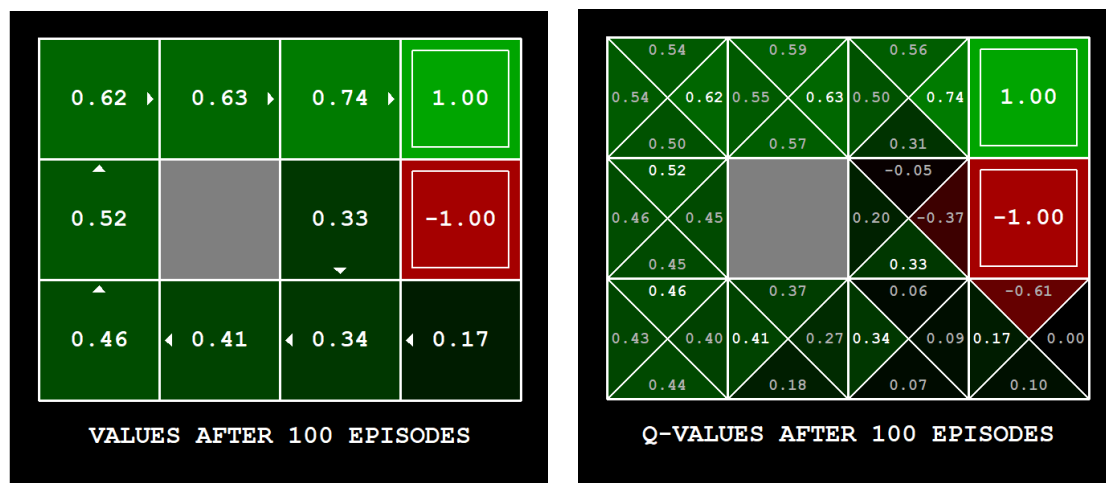 0.62 0.63 0.74 1.00
0.52 0.33 -1.00
0.46 0.41 0.34 0.17
VALUES AFTER 100 EPISODES
0.54 0.59 0.56
0.54 0.62 0.55 0.63 0.50 0.74 1.00
0.50 0.57 0.31
0.52 -0.05
0.46 0.45 0.20 -0.37 -1.00
0.45 0.33
0.46 0.37 0.06 -0.61
0.43 0.40 0.41 0.27 0.34 0.09 0.17 0.00
0.44 0.18 0.07 0.10
Q-VALUES AFTER 100 EPISODES